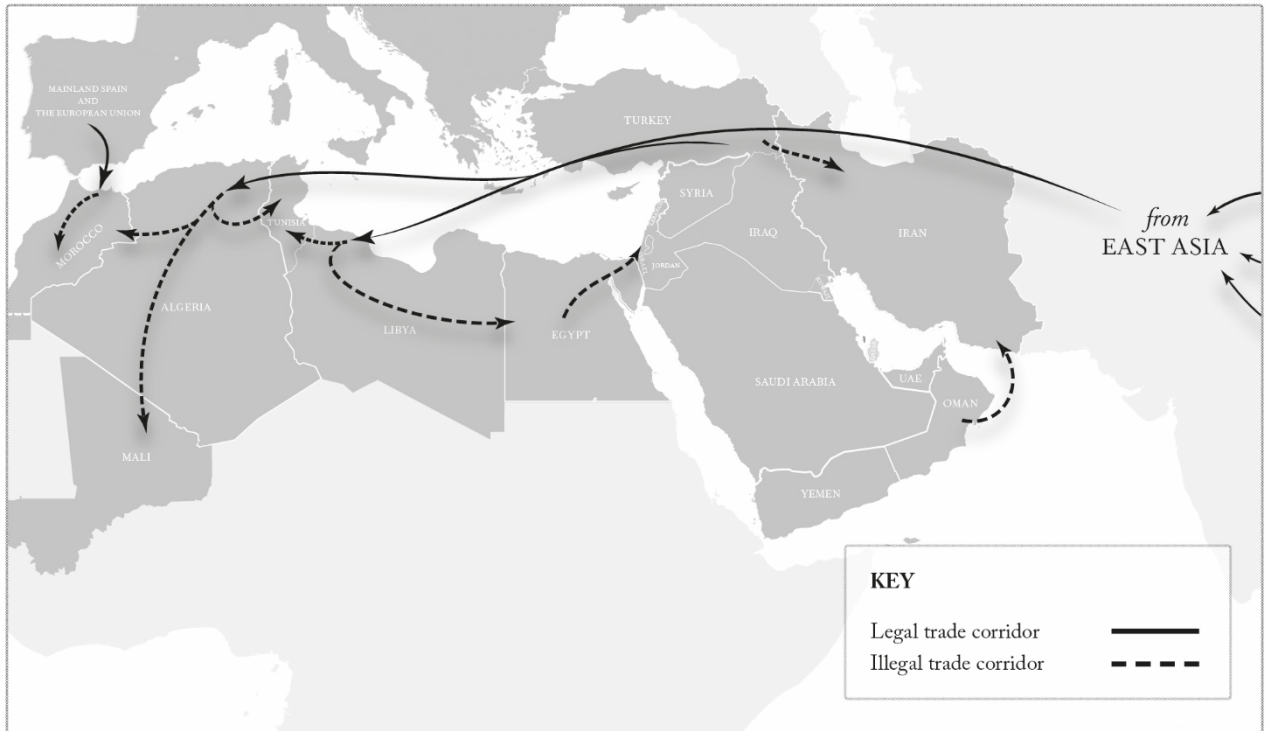 MAINLAND SPAIN
AND
THE EUROPEAN UNION
TURKEY
SYRIA
from
EAST ASIA
TUNISIA
IRAQ
IRAN
MOROCCO
JORDAN
ALGERIA
LIBYA
EGYPT
SAUDI ARABIA
UAE
OMAN
MALI
YEMEN
KEY
Legal trade corridor
Illegal trade corridor